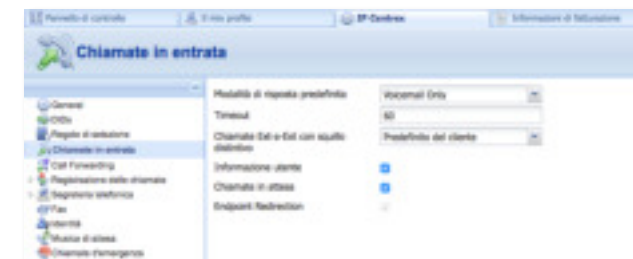 Pannello di controllo
Il mio profilo
IP Centrex
Informazioni di fatturazione
Chiamate in entrata
Modalità di risposta predefinita
Voicemail Only
Timeout
60
Chiamate Ext-a-Ext con squillo distintivo
Predefinito del cliente
Informazione utente
Chiamate in attesa
Endpoint Redirection
Generali
DIDs
Regole di selezione
Chiamate in entrata
Call Forwarding
Registrazione delle chiamate
Segreteria telefonica
Fax
Identità
Musica di attesa
Chiamate d'emergenza